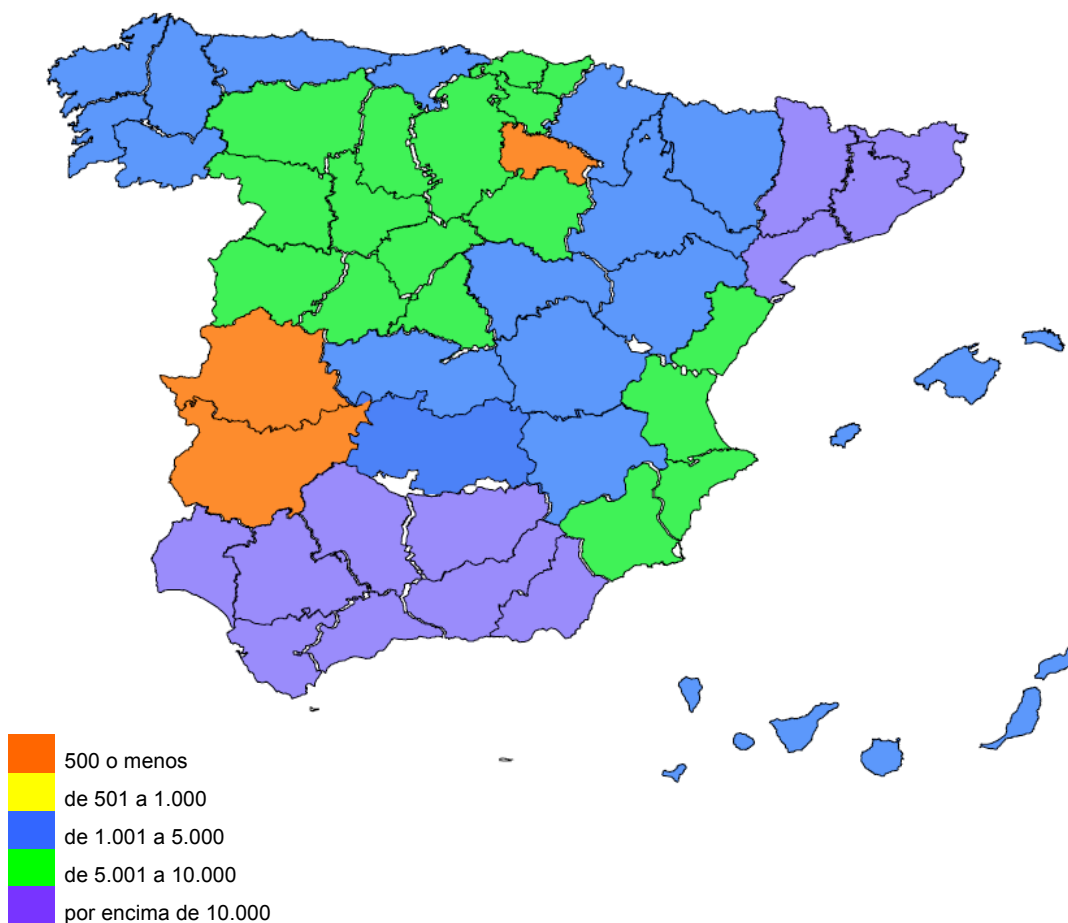 500 o menos
de 501 a 1.000
de 1.001 a 5.000
de 5.001 a 10.000
por encima de 10.000